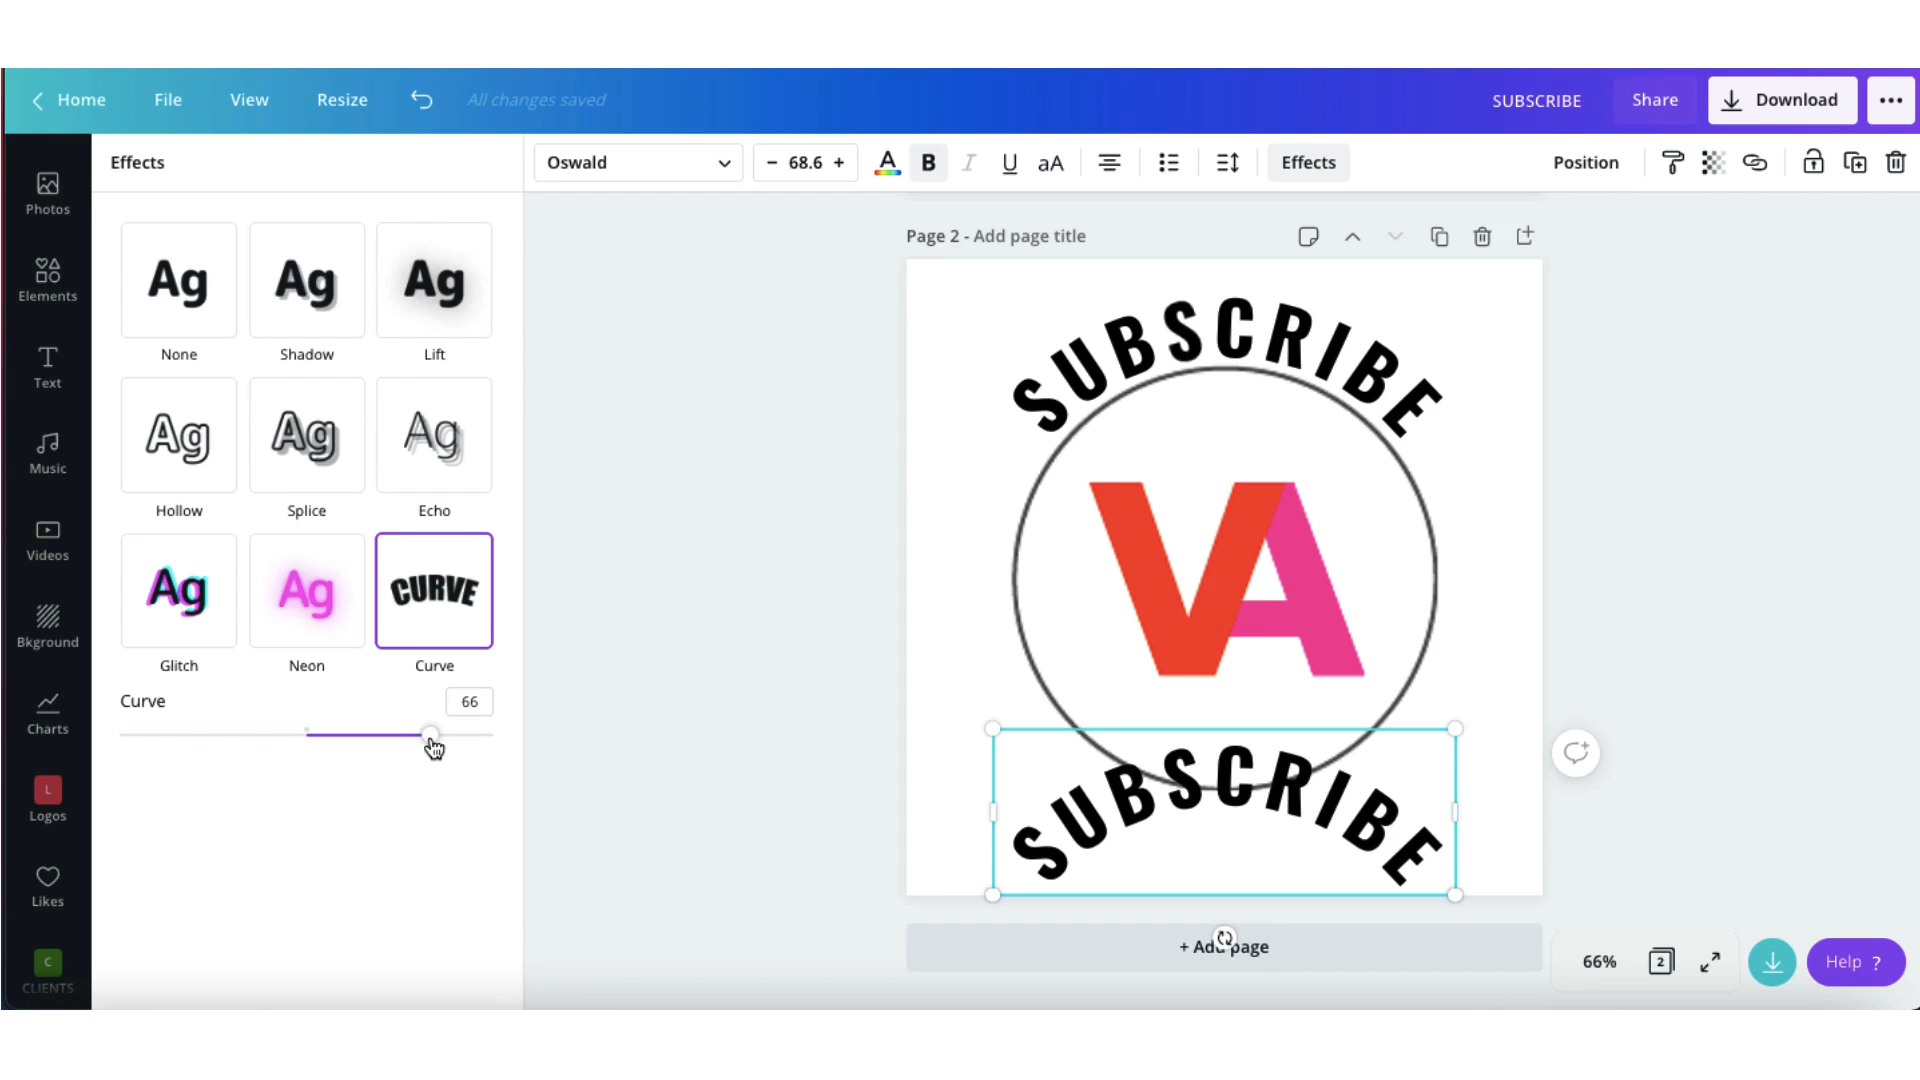 Home File View Resize All changes saved SUBSCRIBE Share Download
Effects Oswald - 68.6 + A B I U aA Effects Position
Photos
Elements
Text
Music
Videos
Bkground
Charts
L
Logos
Likes
C
CLIENTS
Ag Ag Ag
None Shadow Lift
Ag Ag Ag
Hollow Splice Echo
Ag Ag CURVE
Glitch Neon Curve
Curve 66
Page 2 - Add page title
SUBSCRIBE
VA
SUBSCRIBE
+ Add page
66% 2 Help ?